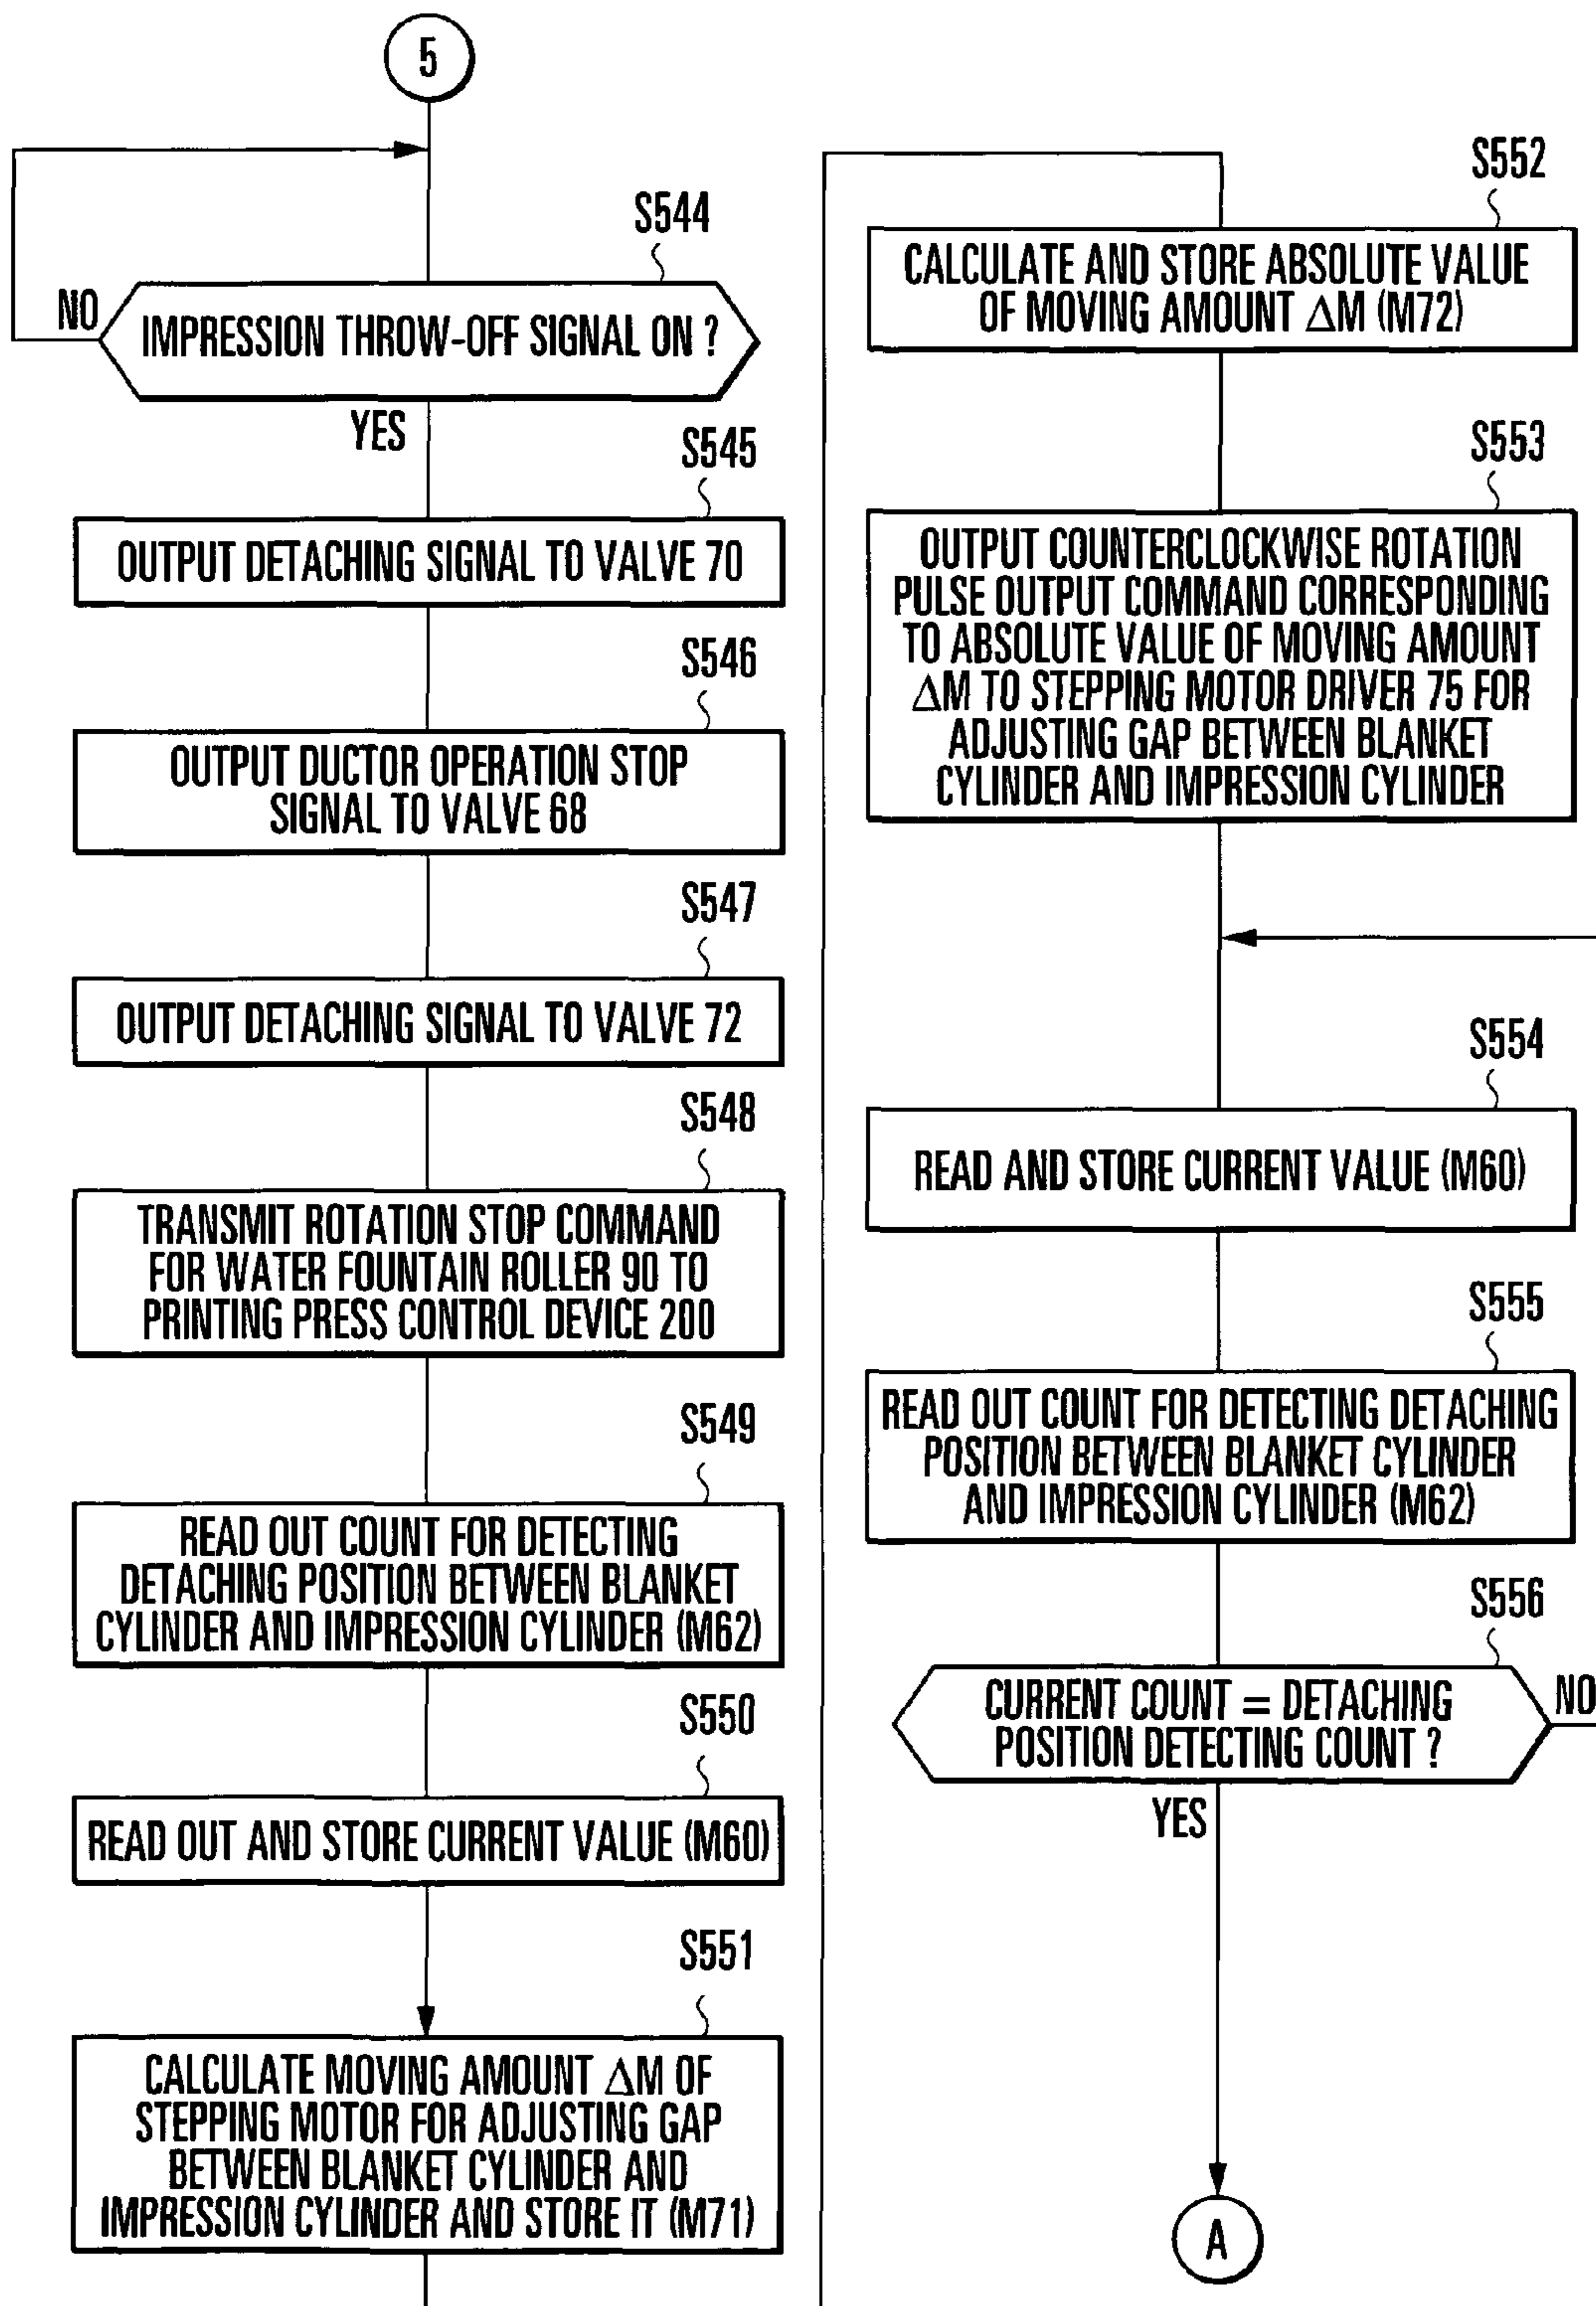 5
S544
NO
IMPRESSION THROW-OFF SIGNAL ON ?
YES
S545
OUTPUT DETACHING SIGNAL TO VALVE 70
S546
OUTPUT DUCTOR OPERATION STOP
SIGNAL TO VALVE 68
S547
OUTPUT DETACHING SIGNAL TO VALVE 72
S548
TRANSMIT ROTATION STOP COMMAND
FOR WATER FOUNTAIN ROLLER 90 TO
PRINTING PRESS CONTROL DEVICE 200
S549
READ OUT COUNT FOR DETECTING
DETACHING POSITION BETWEEN BLANKET
CYLINDER AND IMPRESSION CYLINDER (M62)
S550
READ OUT AND STORE CURRENT VALUE (M60)
S551
CALCULATE MOVING AMOUNT ΔM OF
STEPPING MOTOR FOR ADJUSTING GAP
BETWEEN BLANKET CYLINDER AND
IMPRESSION CYLINDER AND STORE IT (M71)
S552
CALCULATE AND STORE ABSOLUTE VALUE
OF MOVING AMOUNT ΔM (M72)
S553
OUTPUT COUNTERCLOCKWISE ROTATION
PULSE OUTPUT COMMAND CORRESPONDING
TO ABSOLUTE VALUE OF MOVING AMOUNT
ΔM TO STEPPING MOTOR DRIVER 75 FOR
ADJUSTING GAP BETWEEN BLANKET
CYLINDER AND IMPRESSION CYLINDER
S554
READ AND STORE CURRENT VALUE (M60)
S555
READ OUT COUNT FOR DETECTING DETACHING
POSITION BETWEEN BLANKET CYLINDER
AND IMPRESSION CYLINDER (M62)
S556
CURRENT COUNT = DETACHING
POSITION DETECTING COUNT ?
NO
YES
A